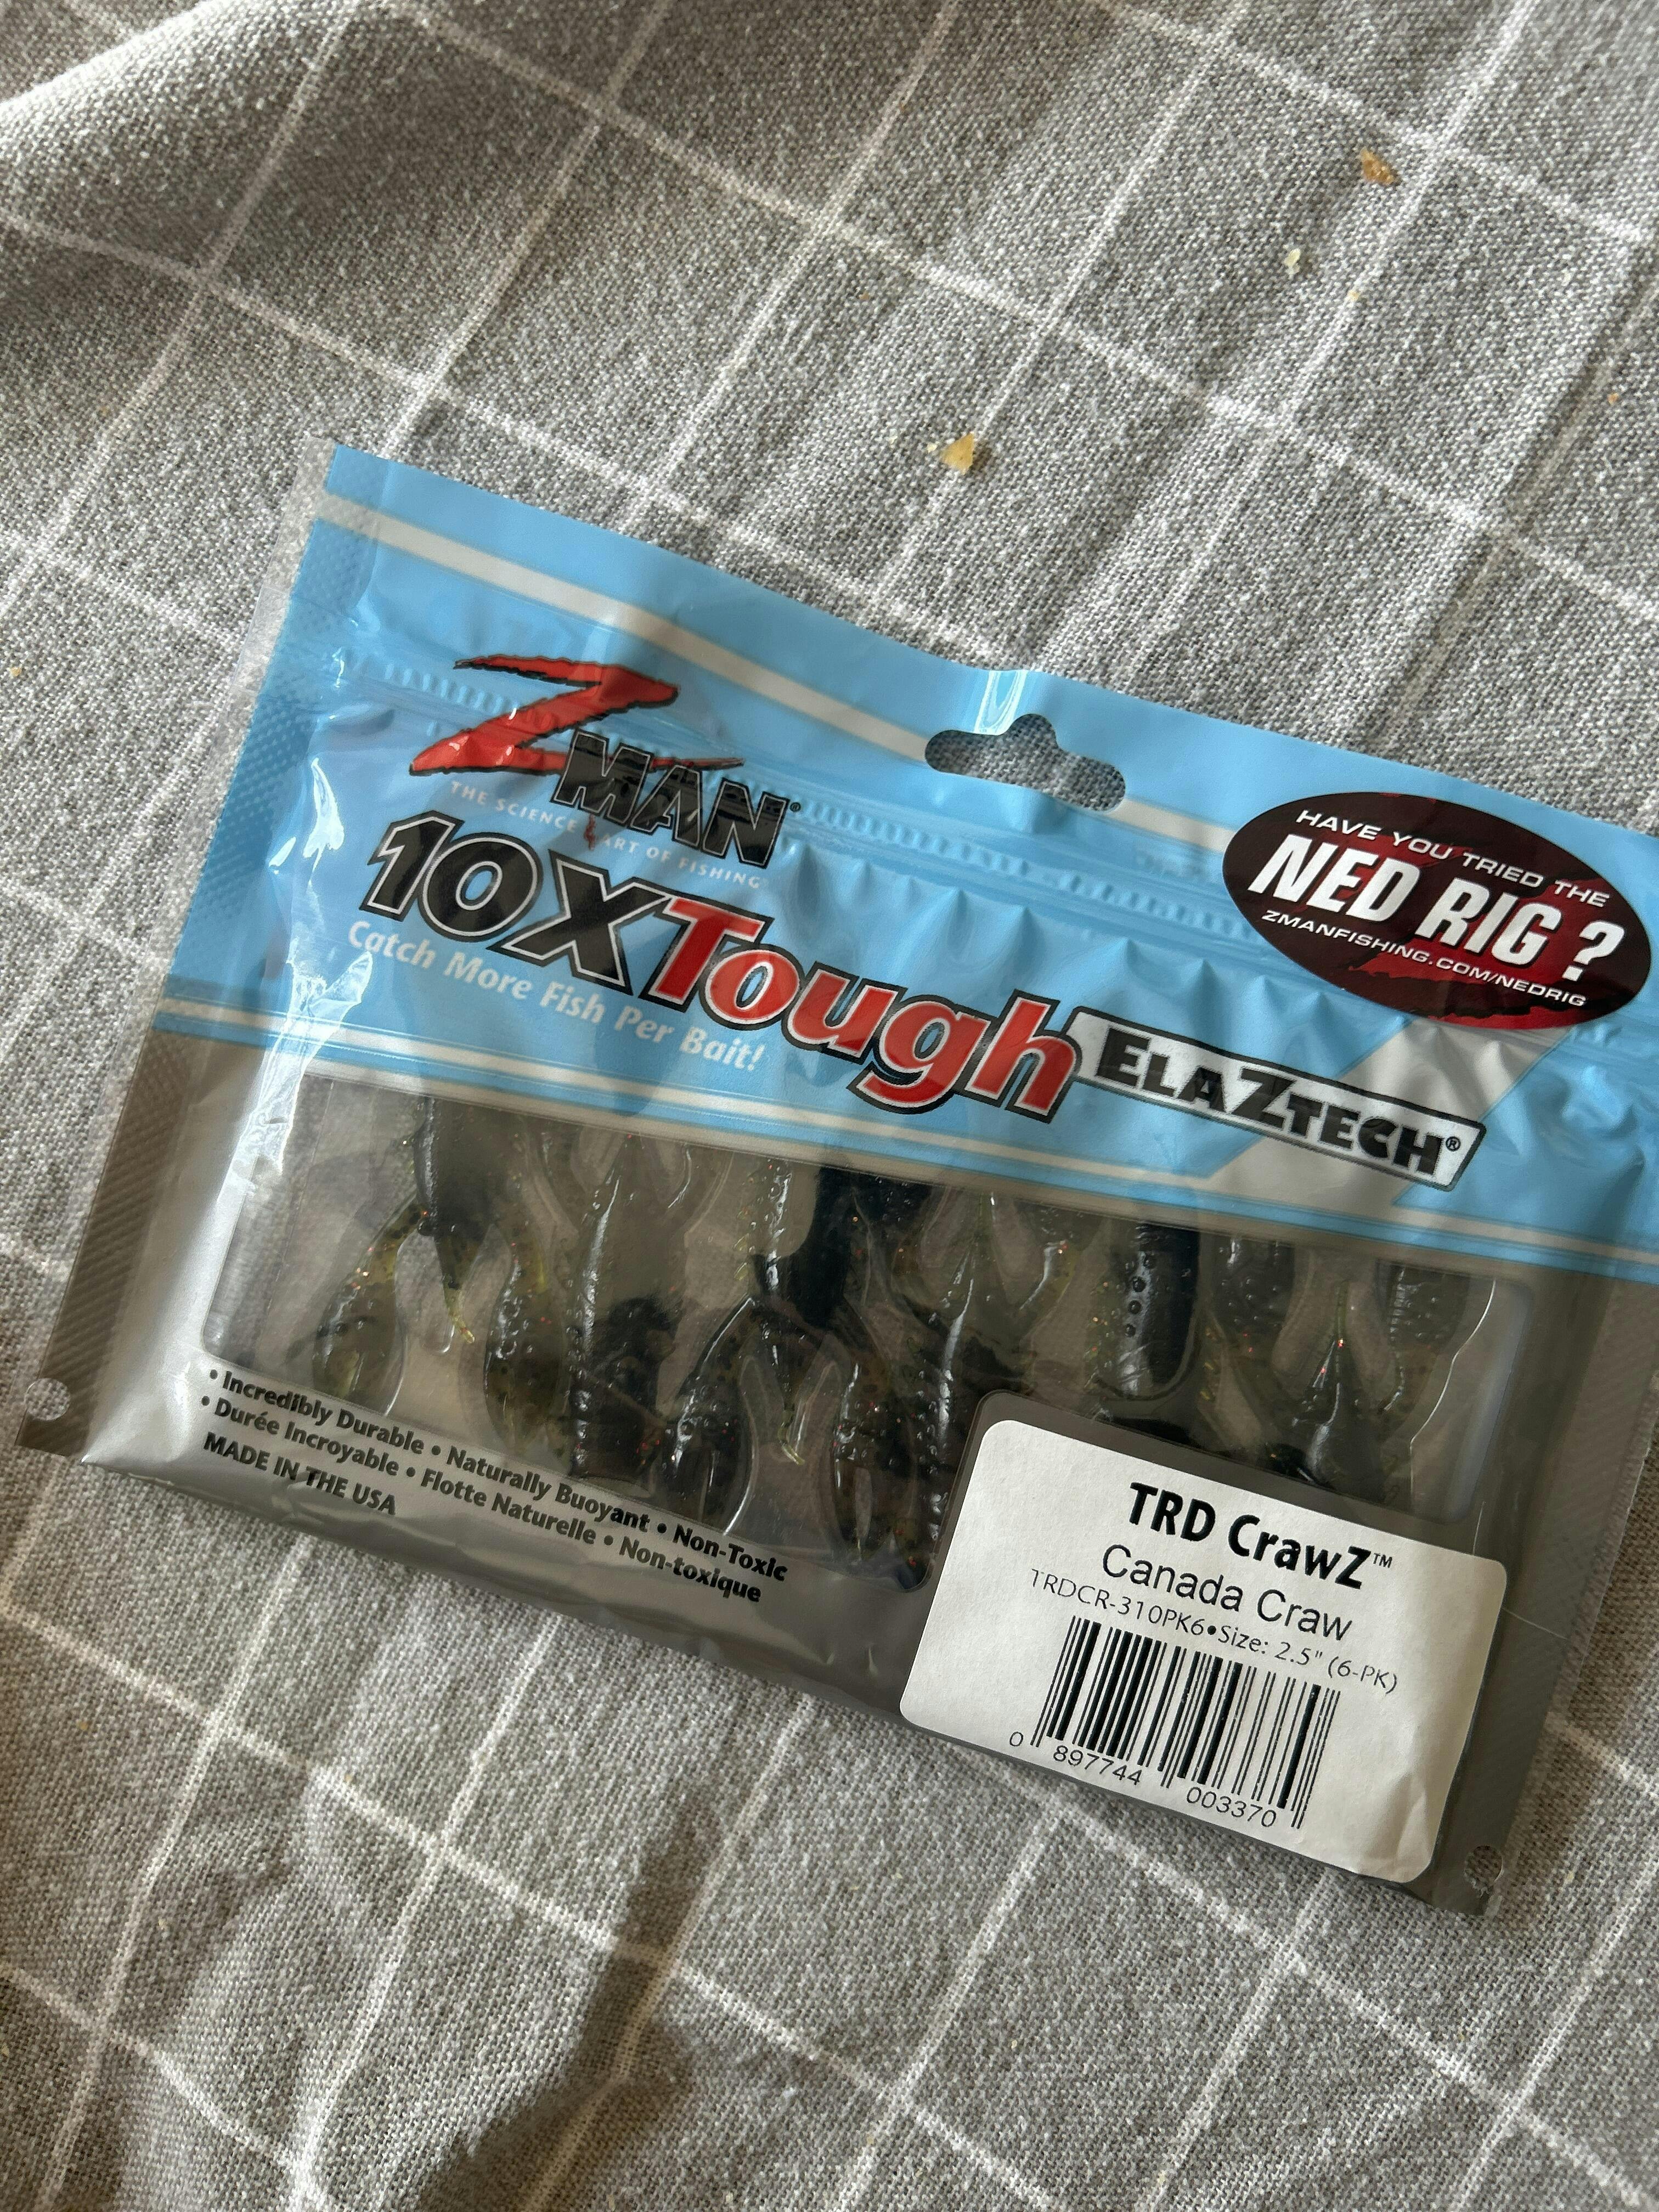 ZMAN®
THE SCIENCE & ART OF FISHING
10X Tough ELAZTECH®
Catch More Fish Per Bait!
HAVE YOU TRIED THE
NED RIG ?
ZMANFISHING.COM/NEDRIG
• Incredibly Durable • Naturally Buoyant • Non-Toxic
• Durée Incroyable • Flotte Naturelle • Non-toxique
MADE IN THE USA
TRD CrawZ™
Canada Craw
TRDCR-310PK6•Size: 2.5" (6-PK)
0 897744 003370